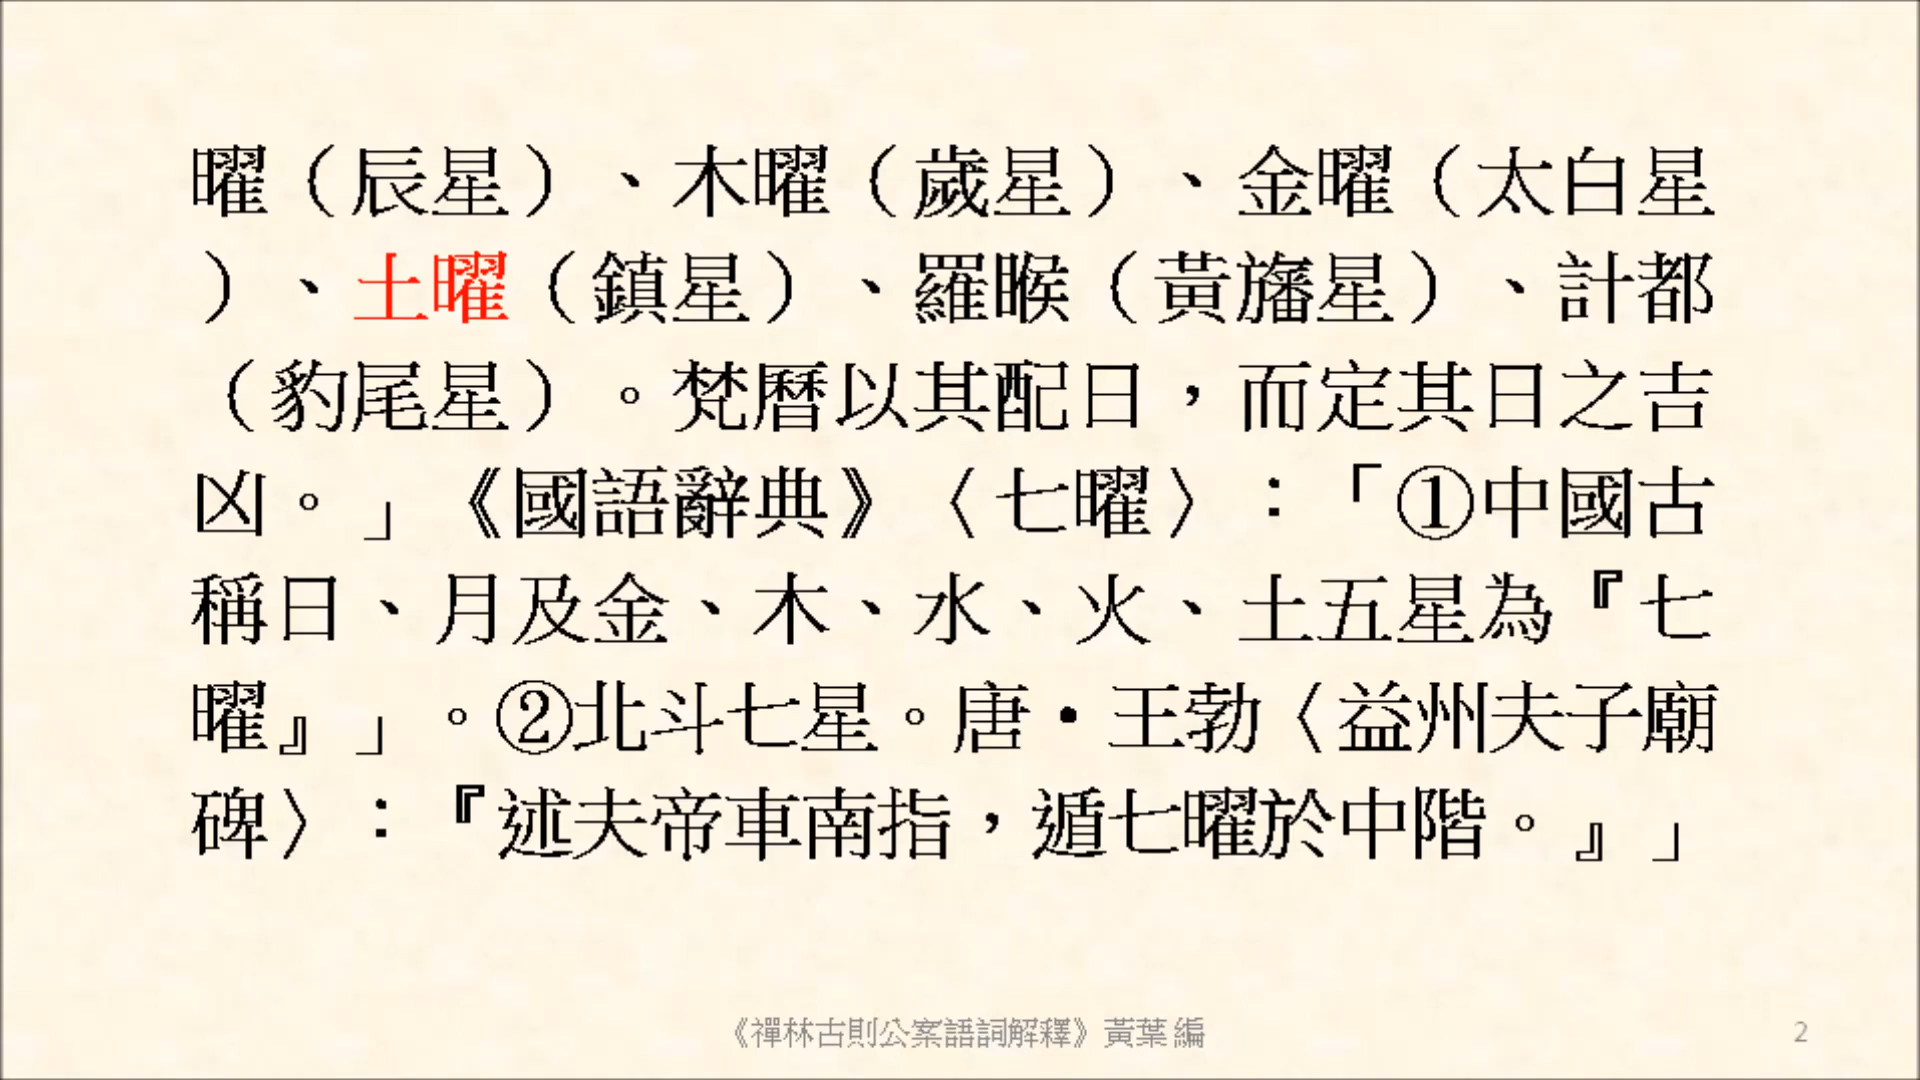 曜（辰星）、木曜（歲星）、金曜（太白星
）、土曜（鎮星）、羅睺（黃旛星）、計都
（豹尾星）。梵曆以其配日，而定其日之吉
凶。」《國語辭典》〈七曜〉：「①中國古
稱日、月及金、木、水、火、土五星為『七
曜』」。②北斗七星。唐•王勃〈益州夫子廟
碑〉：『述夫帝車南指，遁七曜於中階。』」
《禪林古則公案語詞解釋》黃葉 編
2